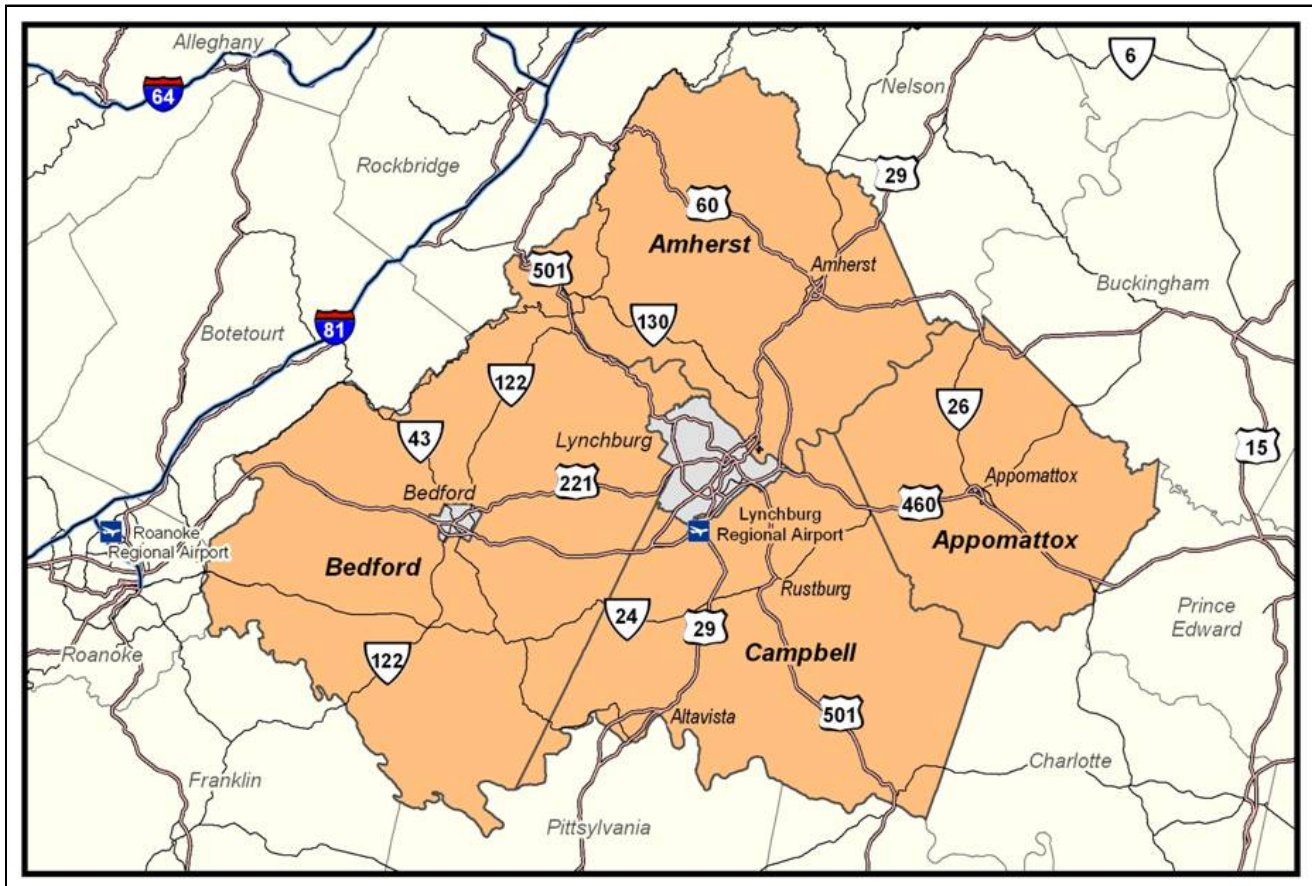 Alleghany
6
64
Nelson
Rockbridge
29
60
Amherst
501
Amherst
Buckingham
130
Botetourt
81
122
26
43
Lynchburg
15
Appomattox
221
Bedford
460
Lynchburg
Regional Airport
Roanoke
Regional Airport
Appomattox
Bedford
Rustburg
24
29
Prince
Edward
Campbell
Roanoke
122
501
Altavista
Charlotte
Franklin
Pittsylvania